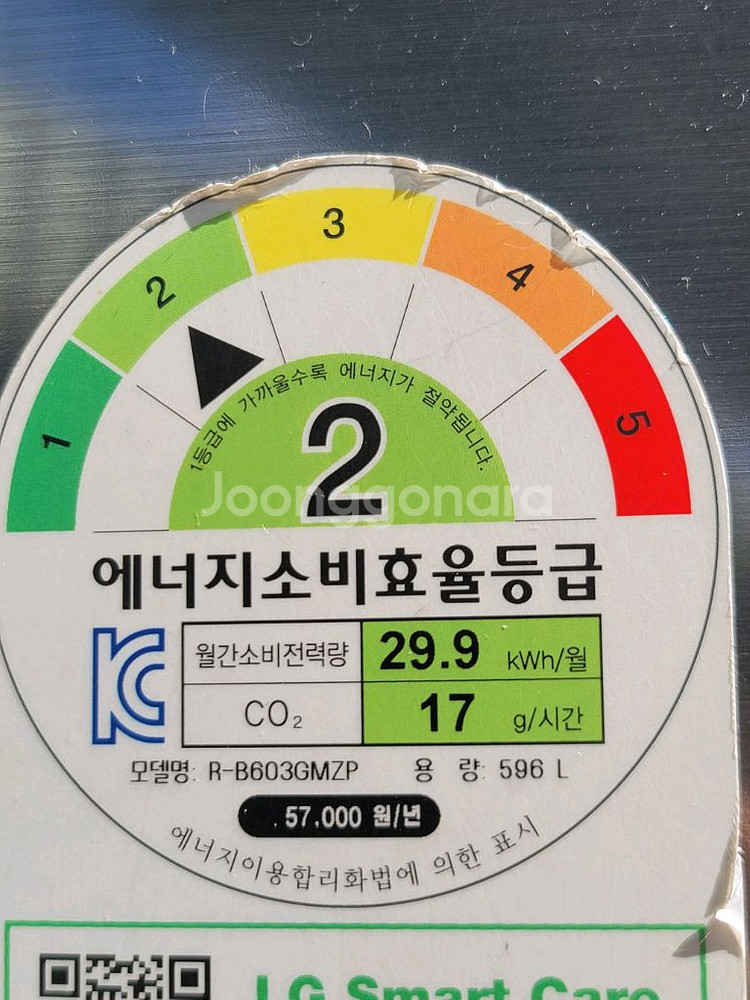 1
2
3
4
5
1등급에 가까울수록 에너지가 절약됩니다.
2
Joonggonara
에너지소비효율등급
KC
월간소비전력량 29.9 kWh/월
CO₂ 17 g/시간
모델명: R-B603GMZP 용 량: 596 L
57,000 원/년
에너지이용합리화법에 의한 표시
LG Smart Care